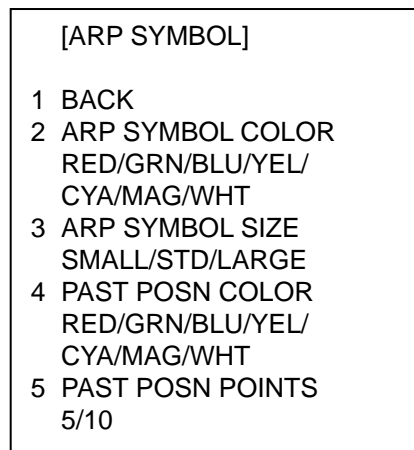 [ARP SYMBOL]
1 BACK
2 ARP SYMBOL COLOR
RED/GRN/BLU/YEL/
CYA/MAG/WHT
3 ARP SYMBOL SIZE
SMALL/STD/LARGE
4 PAST POSN COLOR
RED/GRN/BLU/YEL/
CYA/MAG/WHT
5 PAST POSN POINTS
5/10